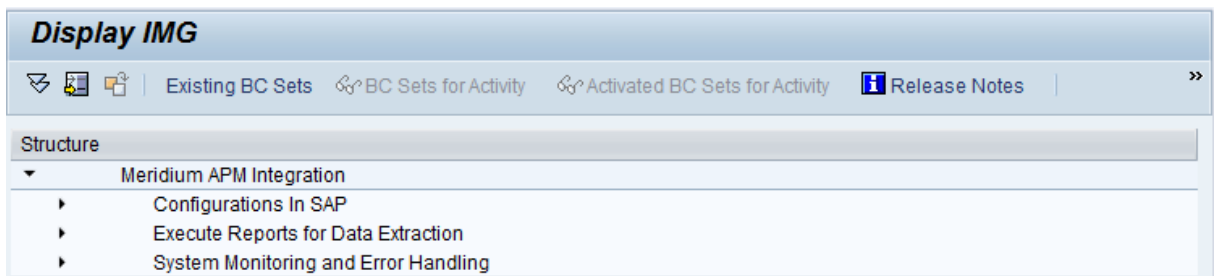 Display IMG
Existing BC Sets BC Sets for Activity Activated BC Sets for Activity Release Notes
Structure
Meridium APM Integration
Configurations In SAP
Execute Reports for Data Extraction
System Monitoring and Error Handling